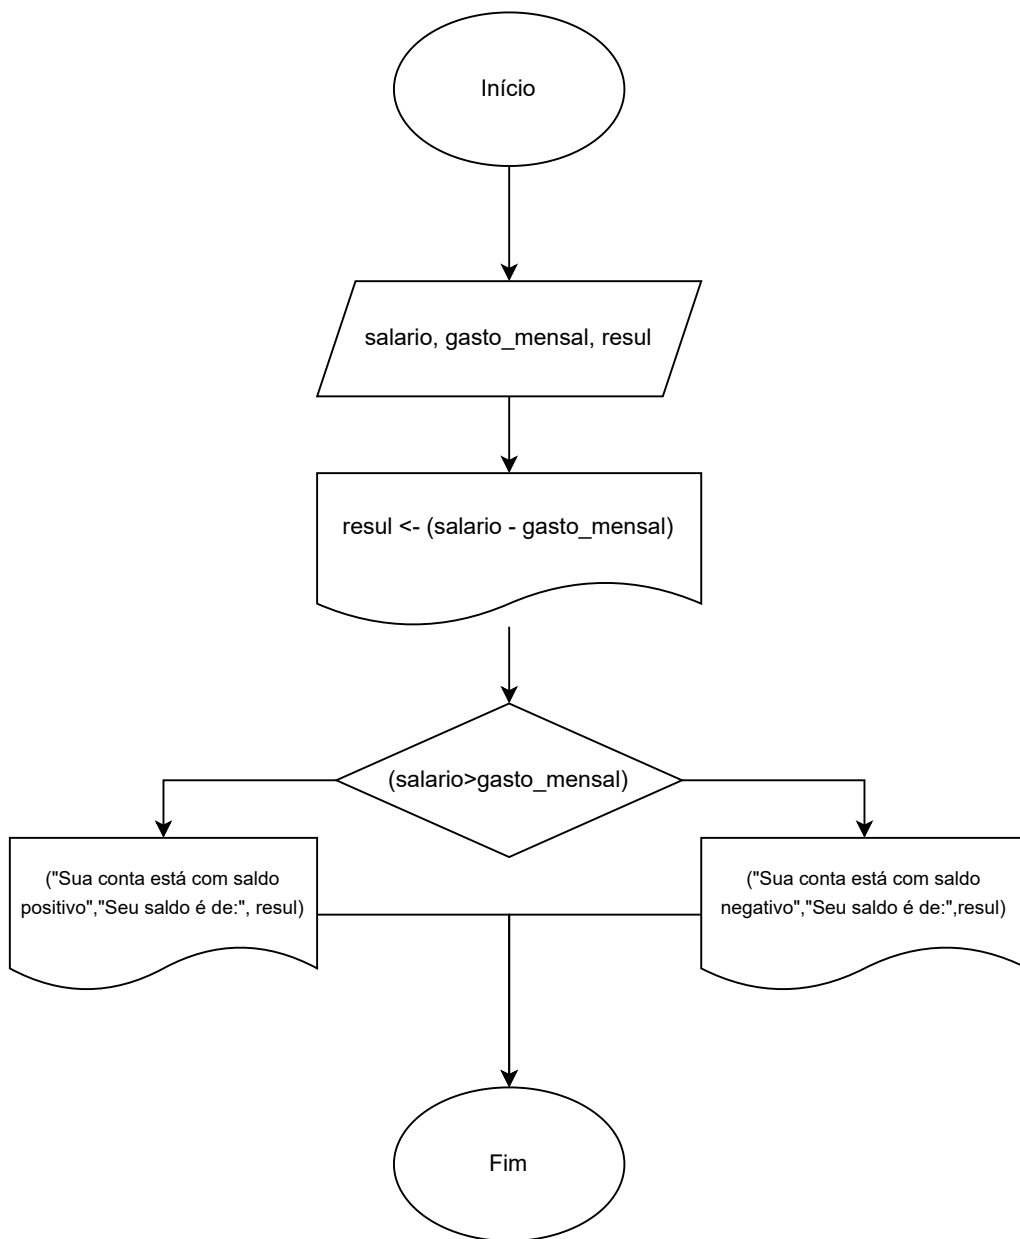 Início
salario, gasto_mensal, resul
resul <- (salario - gasto_mensal)
(salario>gasto_mensal)
("Sua conta está com saldo
positivo","Seu saldo é de:", resul)
("Sua conta está com saldo
negativo","Seu saldo é de:",resul)
Fim